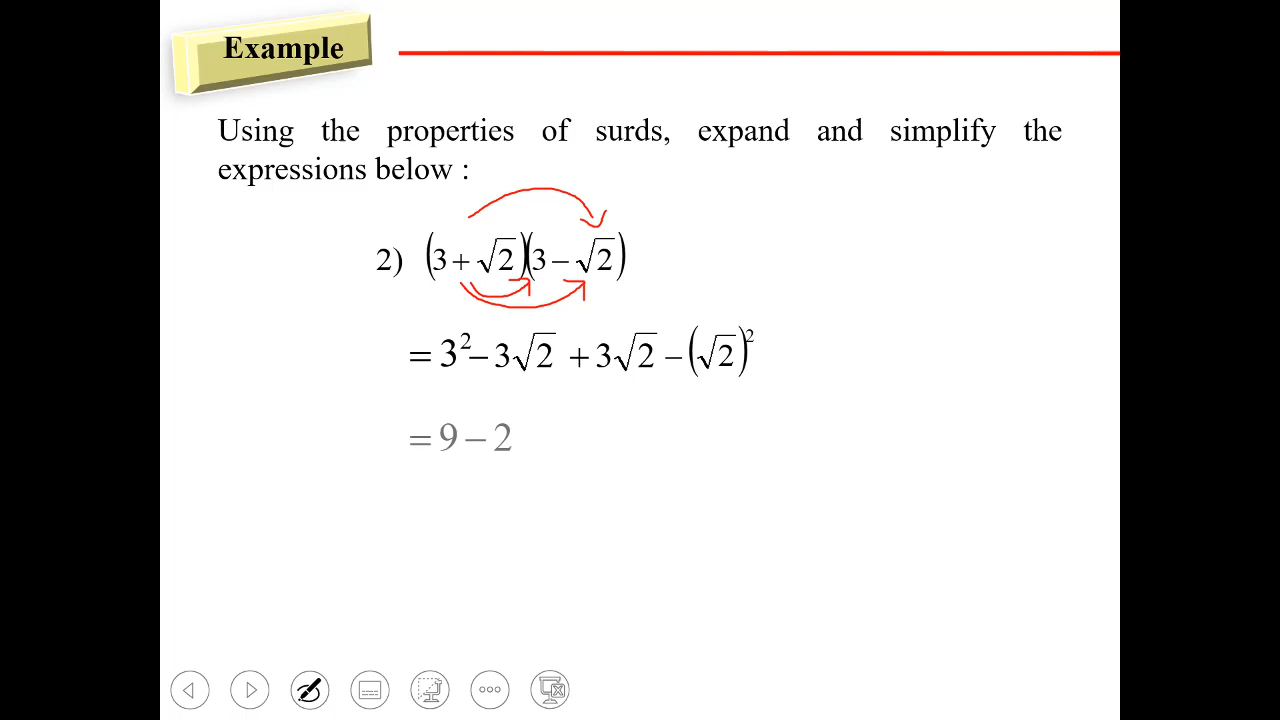 Example
Using the properties of surds, expand and simplify the
expressions below :
2) (3 + √2)(3 − √2)
= 3² − 3√2 + 3√2 − (√2)²
= 9 − 2